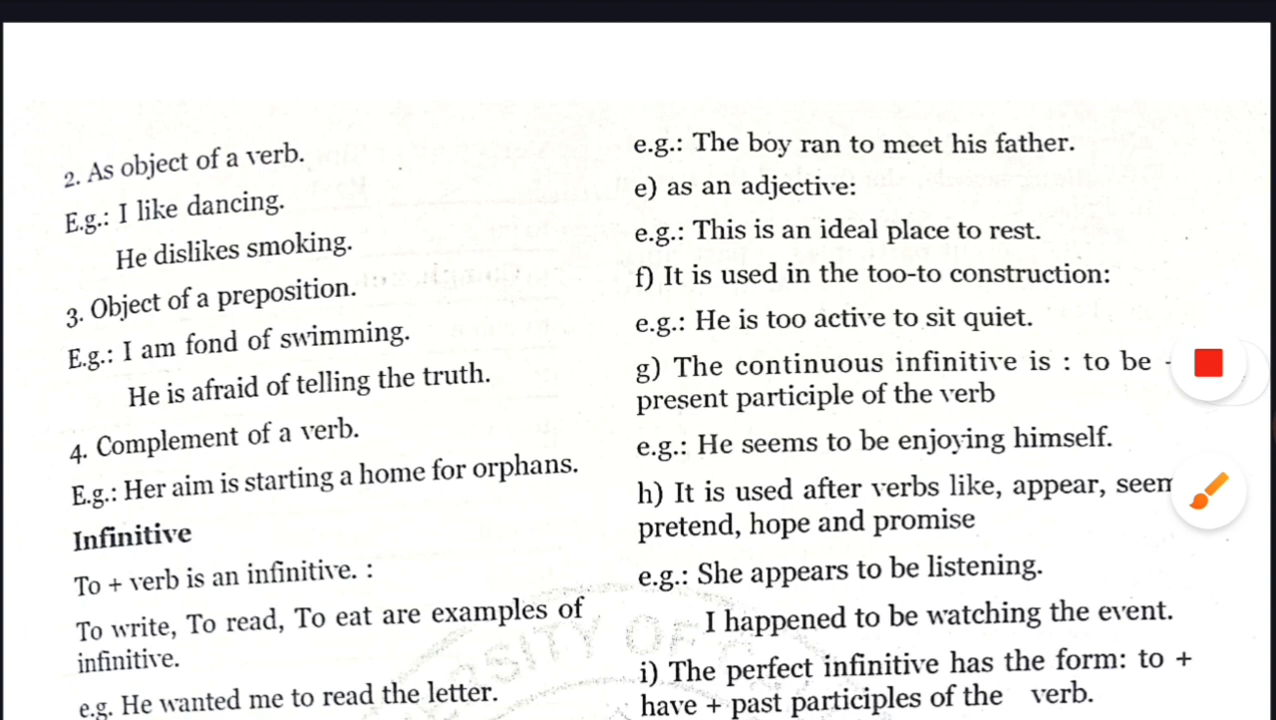 2. As object of a verb.
E.g.: I like dancing.
He dislikes smoking.
3. Object of a preposition.
E.g.: I am fond of swimming.
He is afraid of telling the truth.
4. Complement of a verb.
E.g.: Her aim is starting a home for orphans.
Infinitive
To + verb is an infinitive. :
To write, To read, To eat are examples of
infinitive.
e.g. He wanted me to read the letter.
e.g.: The boy ran to meet his father.
e) as an adjective:
e.g.: This is an ideal place to rest.
f) It is used in the too-to construction:
e.g.: He is too active to sit quiet.
g) The continuous infinitive is : to be
present participle of the verb
e.g.: He seems to be enjoying himself.
h) It is used after verbs like, appear, seem
pretend, hope and promise
e.g.: She appears to be listening.
I happened to be watching the event.
i) The perfect infinitive has the form: to +
have + past participles of the verb.